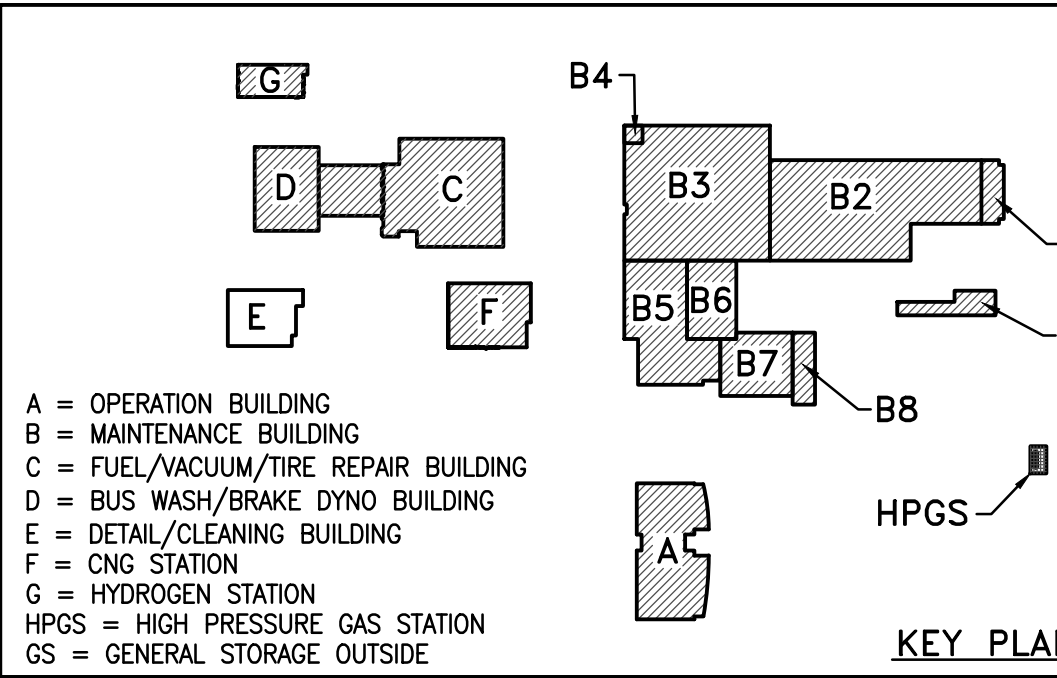 G
B4
D
C
B3
B2
E
F
B5
B6
B7
B8
A = OPERATION BUILDING
B = MAINTENANCE BUILDING
C = FUEL/VACUUM/TIRE REPAIR BUILDING
D = BUS WASH/BRAKE DYNO BUILDING
E = DETAIL/CLEANING BUILDING
F = CNG STATION
G = HYDROGEN STATION
HPGS = HIGH PRESSURE GAS STATION
GS = GENERAL STORAGE OUTSIDE
HPGS
A
KEY